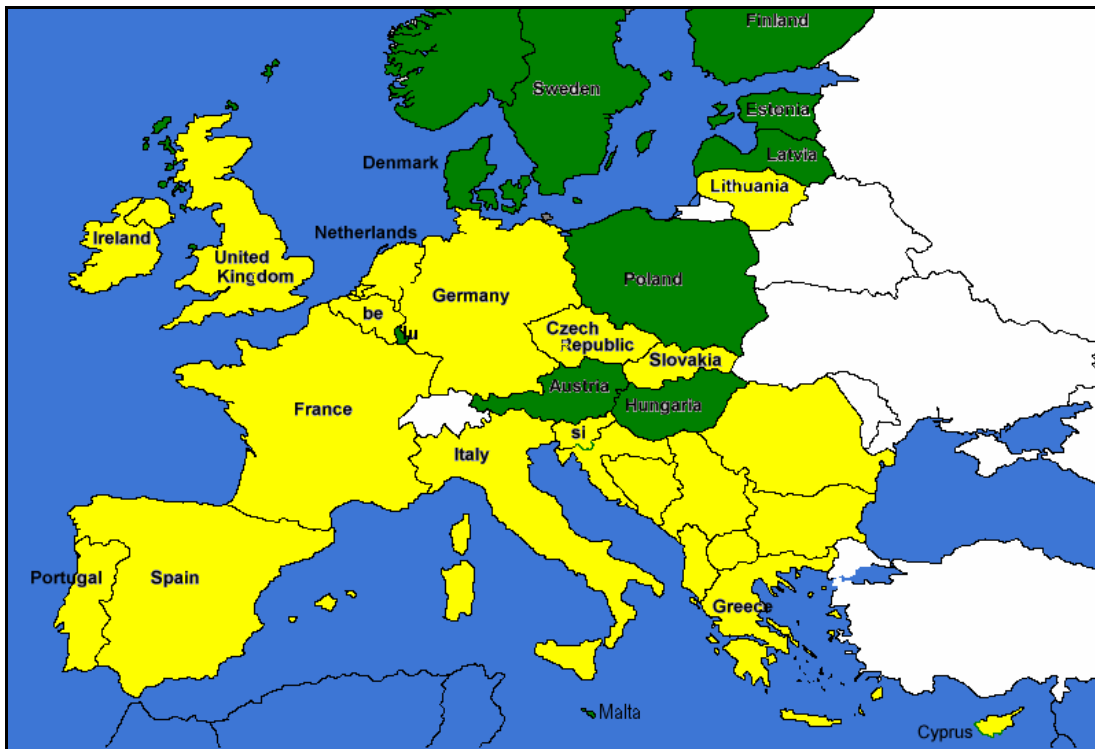 Finland
Sweden
Estonia
Latvia
Denmark
Lithuania
Netherlands
Ireland
United
Kingdom
Poland
Germany
be
lu
Czech
Republic
Slovakia
Austria
Hungaria
France
si
Italy
Portugal
Spain
Greece
Malta
Cyprus